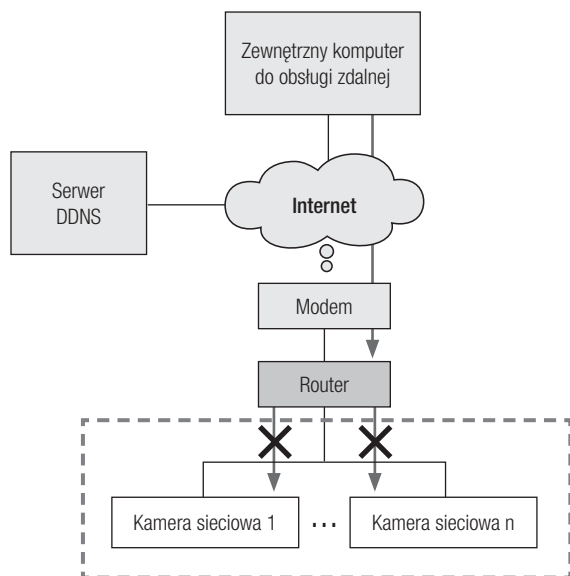 Zewnętrzny komputer
do obsługi zdalnej
Serwer
DDNS
Internet
Modem
Router
Kamera sieciowa 1
...
Kamera sieciowa n